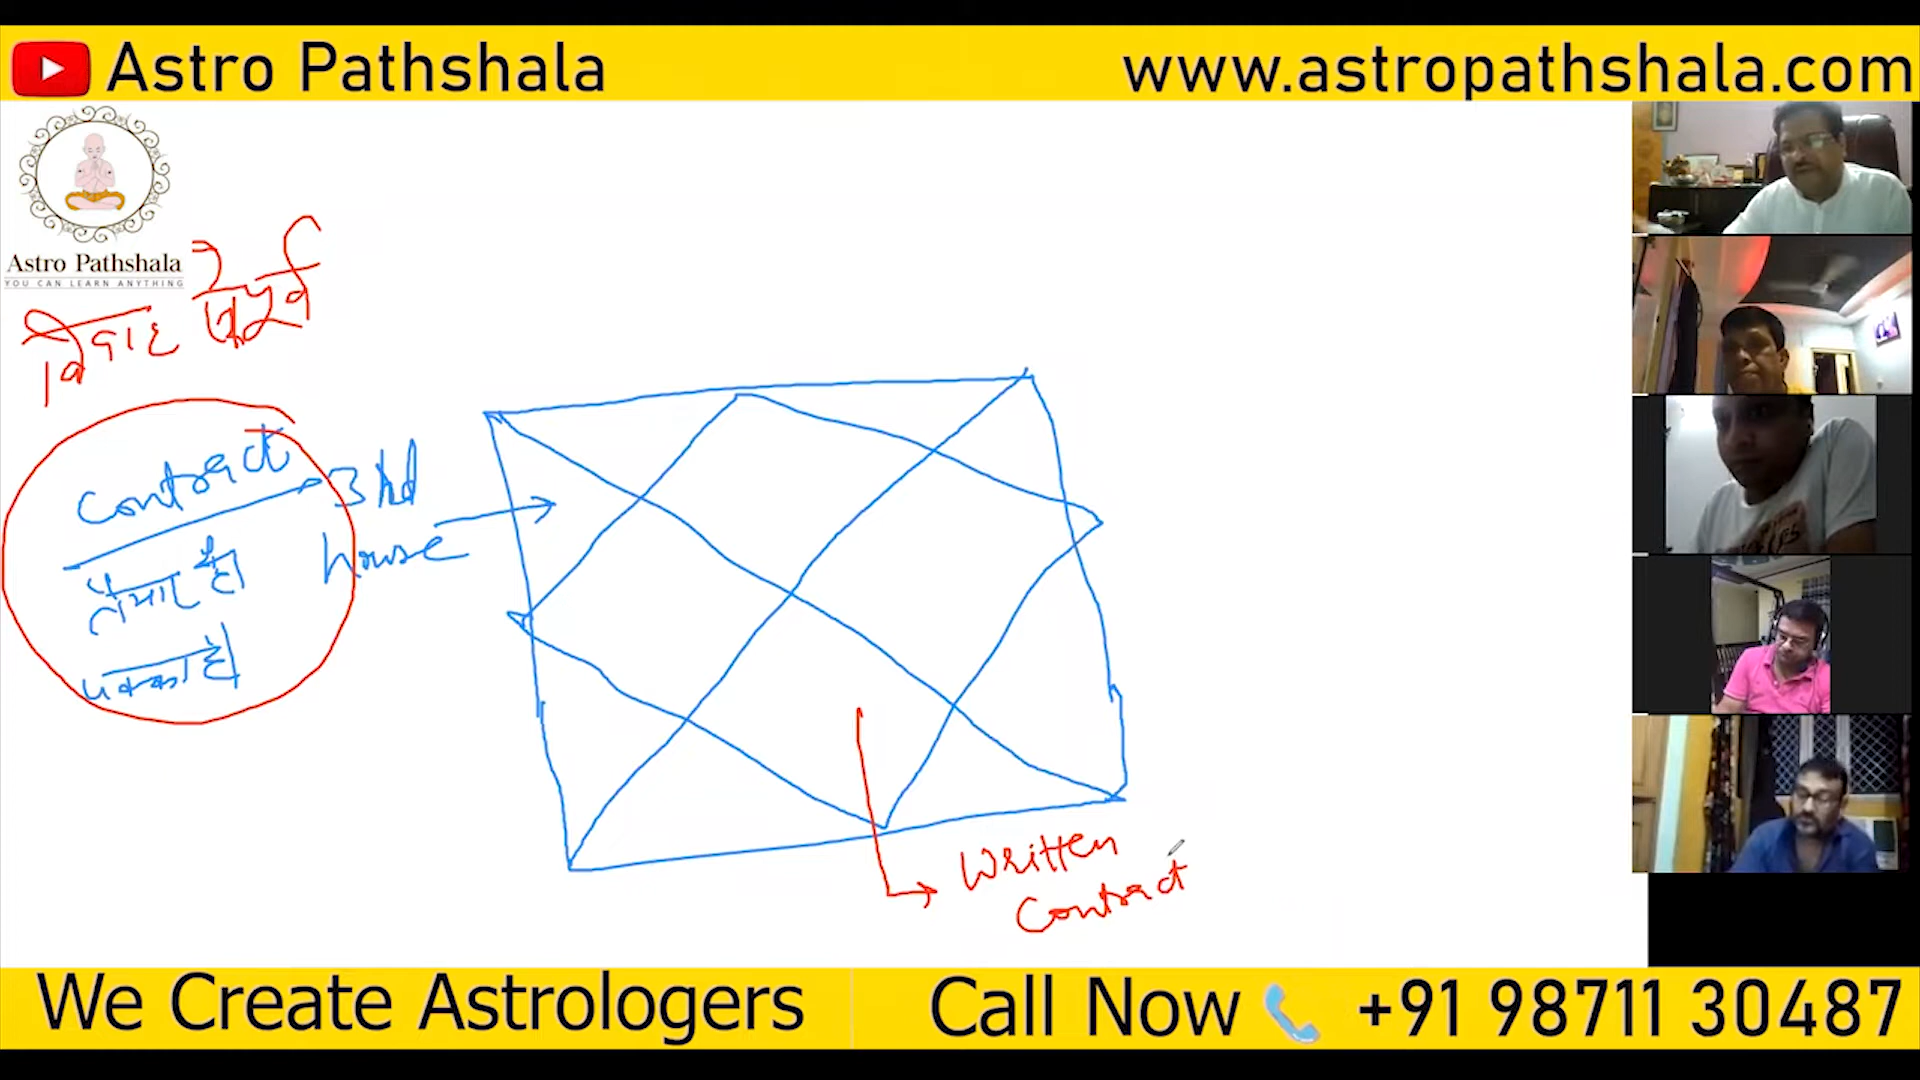 Astro Pathshala
www.astropathshala.com
Astro Pathshala
YOU CAN LEARN ANYTHING
विवाह से पूर्व
Contract
तैयार है
पक्का है
3rd
house
Written
Contract
We Create Astrologers
Call Now +91 98711 30487